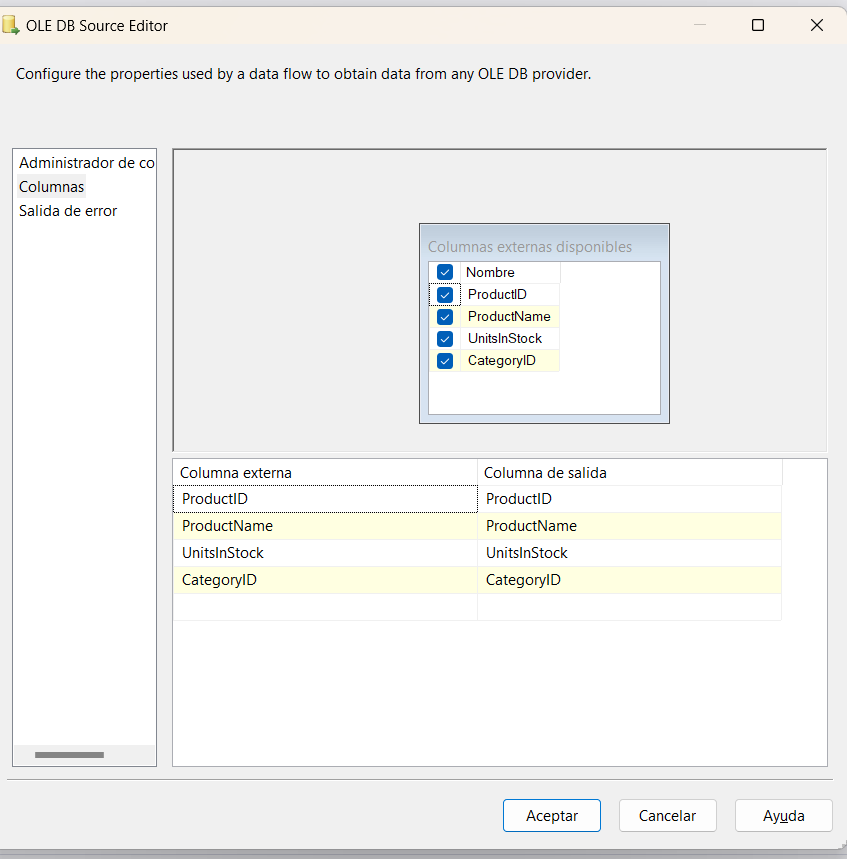 OLE DB Source Editor
Configure the properties used by a data flow to obtain data from any OLE DB provider.
Administrador de co
Columnas
Salida de error
Columnas externas disponibles
Nombre
ProductID
ProductName
UnitsInStock
CategoryID
Columna externa Columna de salida
ProductID ProductID
ProductName ProductName
UnitsInStock UnitsInStock
CategoryID CategoryID
Aceptar Cancelar Ayuda